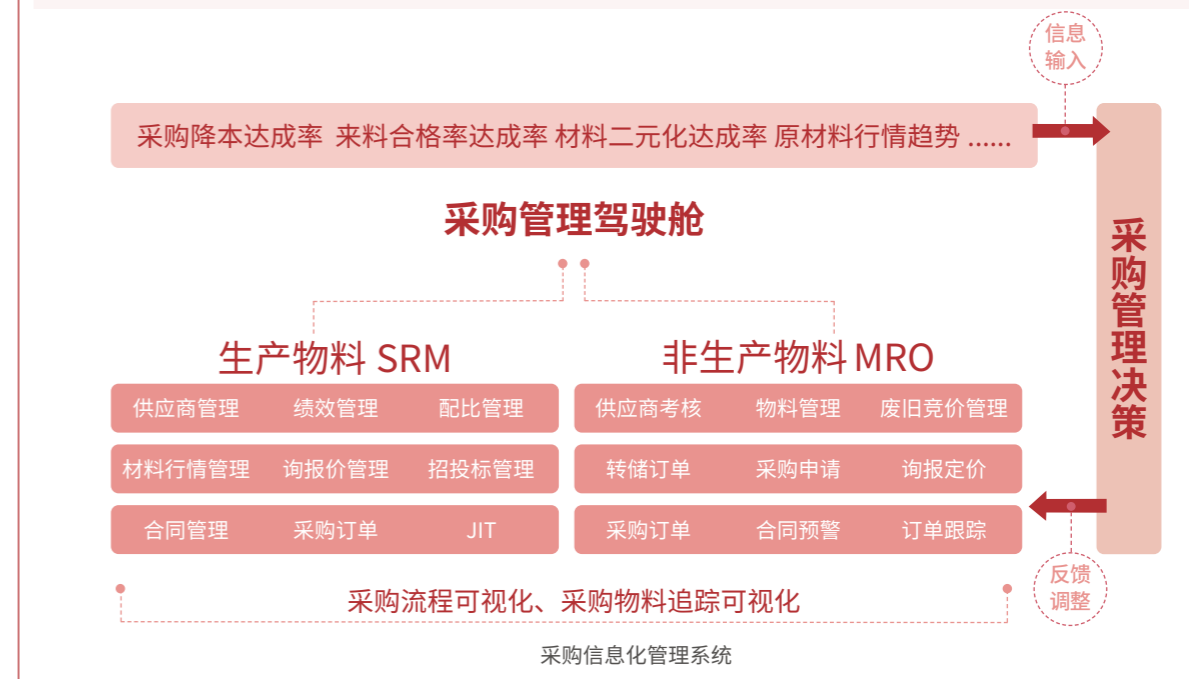 信息
输入
采购降本达成率 来料合格率达成率 材料二元化达成率 原材料行情趋势 ......
采购管理驾驶舱
采购管理决策
生产物料 SRM
供应商管理 绩效管理 配比管理
材料行情管理 询报价管理 招投标管理
合同管理 采购订单 JIT
非生产物料 MRO
供应商考核 物料管理 废旧竞价管理
转储订单 采购申请 询报定价
采购订单 合同预警 订单跟踪
反馈
调整
采购流程可视化、采购物料追踪可视化
采购信息化管理系统